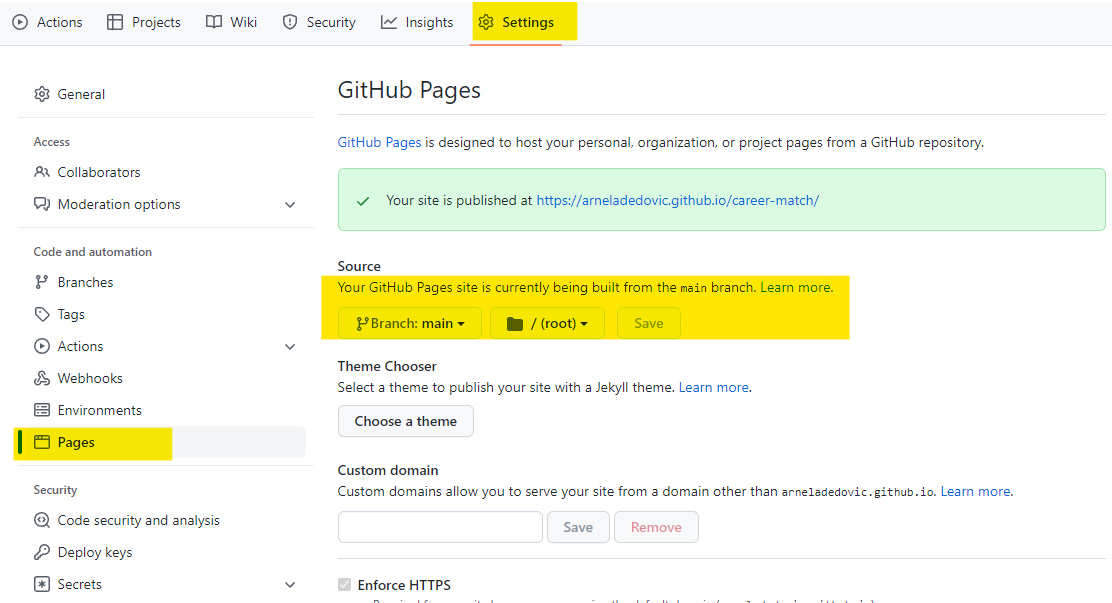 Actions Projects Wiki Security Insights Settings
General
Access
Collaborators
Moderation options
Code and automation
Branches
Tags
Actions
Webhooks
Environments
Pages
Security
Code security and analysis
Deploy keys
Secrets
GitHub Pages
GitHub Pages is designed to host your personal, organization, or project pages from a GitHub repository.
Your site is published at https://arneladedovic.github.io/career-match/
Source
Your GitHub Pages site is currently being built from the main branch. Learn more.
Branch: main / (root) Save
Theme Chooser
Select a theme to publish your site with a Jekyll theme. Learn more.
Choose a theme
Custom domain
Custom domains allow you to serve your site from a domain other than arneladedovic.github.io. Learn more.
Save Remove
Enforce HTTPS